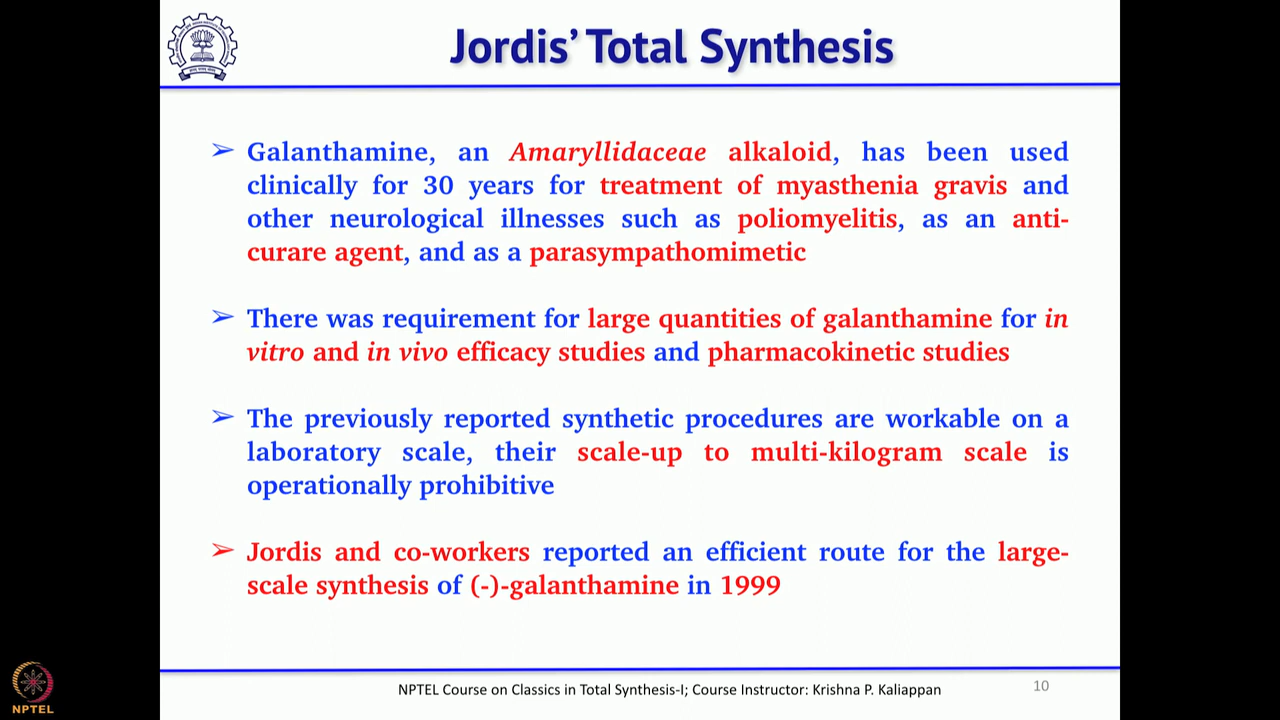 Jordis’ Total Synthesis
➢ Galanthamine, an Amaryllidaceae alkaloid, has been used
clinically for 30 years for treatment of myasthenia gravis and
other neurological illnesses such as poliomyelitis, as an anti-
curare agent, and as a parasympathomimetic
➢ There was requirement for large quantities of galanthamine for in
vitro and in vivo efficacy studies and pharmacokinetic studies
➢ The previously reported synthetic procedures are workable on a
laboratory scale, their scale-up to multi-kilogram scale is
operationally prohibitive
➢ Jordis and co-workers reported an efficient route for the large-
scale synthesis of (-)-galanthamine in 1999
NPTEL Course on Classics in Total Synthesis-I; Course Instructor: Krishna P. Kaliappan
10
NPTEL